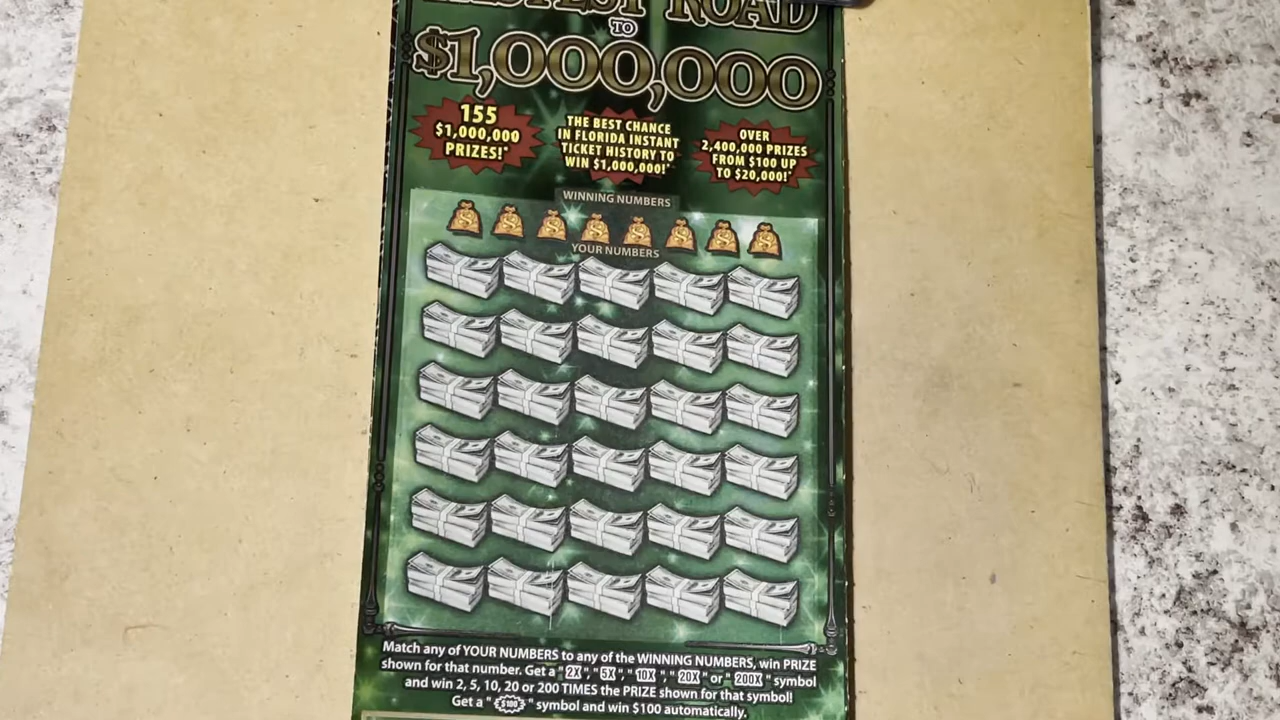 FASTEST ROAD
TO
$1,000,000
155
$1,000,000
PRIZES!*
THE BEST CHANCE
IN FLORIDA INSTANT
TICKET HISTORY TO
WIN $1,000,000!*
OVER
2,400,000 PRIZES
FROM $100 UP
TO $20,000!*
WINNING NUMBERS
YOUR NUMBERS
Match any of YOUR NUMBERS to any of the WINNING NUMBERS, win PRIZE
shown for that number. Get a "2X", "5X", "10X", "20X" or "200X" symbol
and win 2, 5, 10, 20 or 200 TIMES the PRIZE shown for that symbol!
Get a "$100" symbol and win $100 automatically.